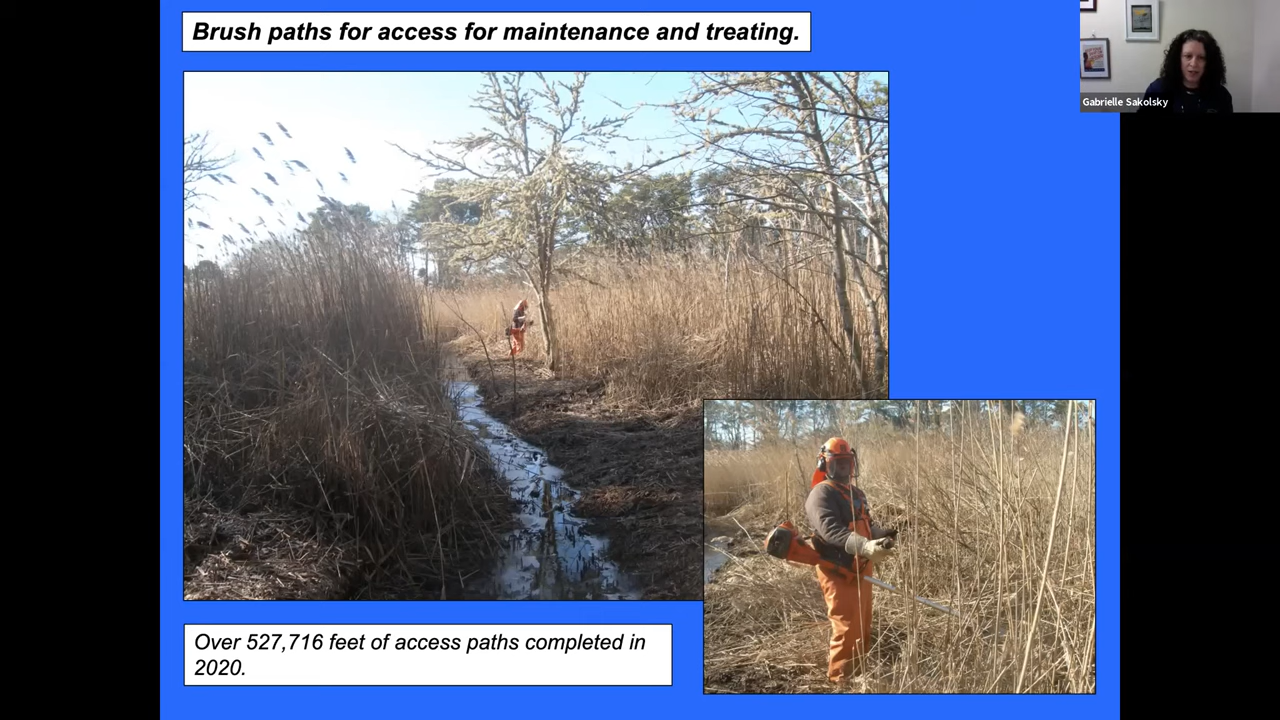 Brush paths for access for maintenance and treating.
Gabrielle Sakolsky
Over 527,716 feet of access paths completed in
2020.